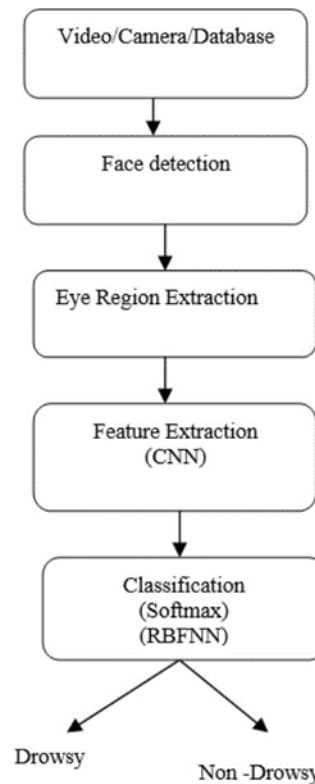 Video/Camera/Database
Face detection
Eye Region Extraction
Feature Extraction
(CNN)
Classification
(Softmax)
(RBFNN)
Drowsy
Non -Drowsy